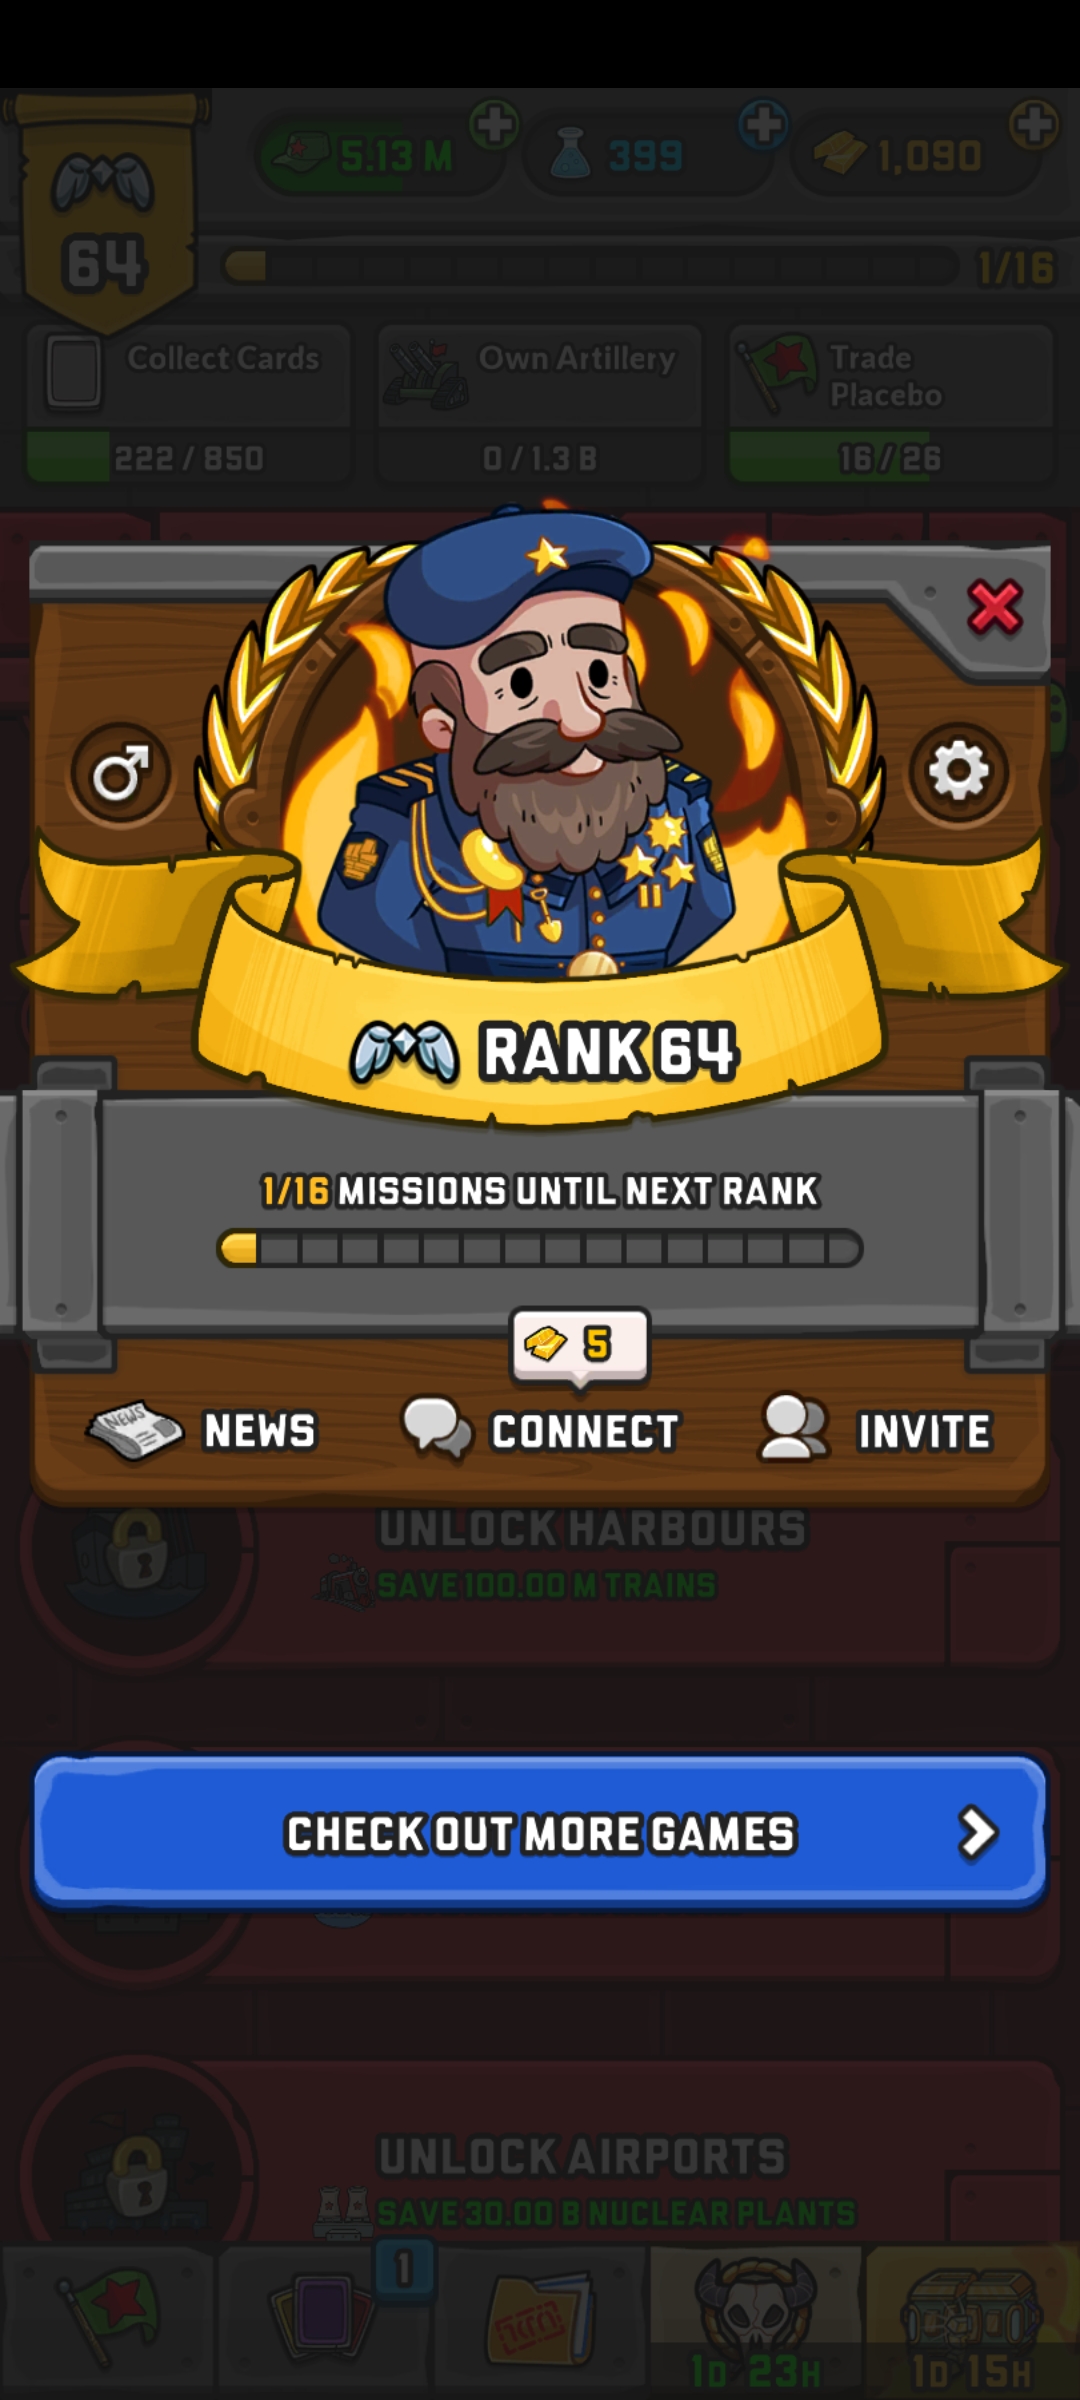 5.13 M
399
1,090
64
1/16
Collect Cards
Own Artillery
Trade
Placebo
222 / 850
0 / 1.3 B
16 / 26
RANK 64
1/16 MISSIONS UNTIL NEXT RANK
5
NEWS
CONNECT
INVITE
UNLOCK HARBOURS
SAVE 100.00 M TRAINS
CHECK OUT MORE GAMES
UNLOCK AIRPORTS
SAVE 30.00 B NUCLEAR PLANTS
1
1D 23H
1D 15H